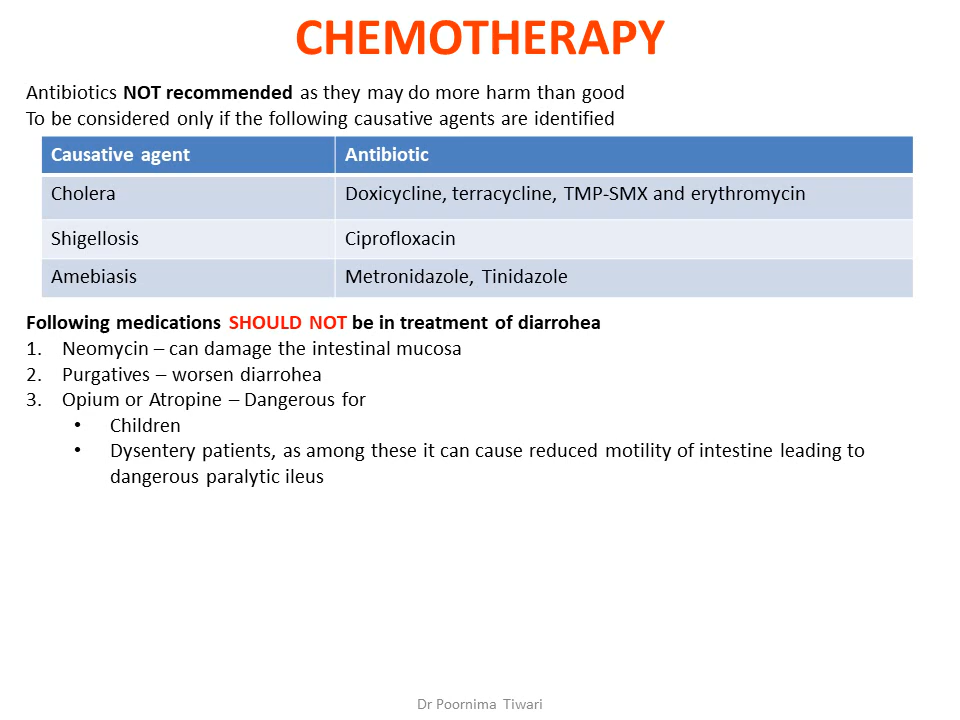 CHEMOTHERAPY
Antibiotics NOT recommended as they may do more harm than good
To be considered only if the following causative agents are identified
Causative agent Antibiotic
Cholera Doxicycline, terracycline, TMP-SMX and erythromycin
Shigellosis Ciprofloxacin
Amebiasis Metronidazole, Tinidazole
Following medications SHOULD NOT be in treatment of diarrohea
1. Neomycin – can damage the intestinal mucosa
2. Purgatives – worsen diarrohea
3. Opium or Atropine – Dangerous for
• Children
• Dysentery patients, as among these it can cause reduced motility of intestine leading to
dangerous paralytic ileus
Dr Poornima Tiwari